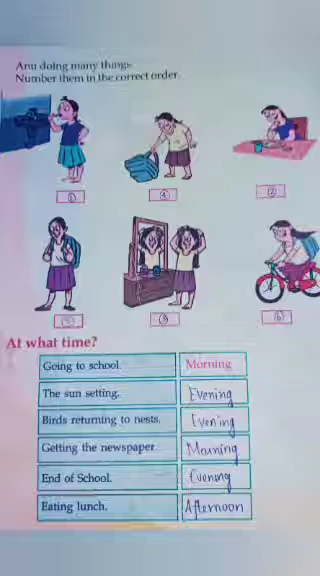 Anu doing many things.
Number them in the correct order.
① ④ ②
⑤ ③ ⑥
At what time?
Going to school. Morning
The sun setting. Evening
Birds returning to nests. Evening
Getting the newspaper. Morning
End of School. Evening
Eating lunch. Afternoon